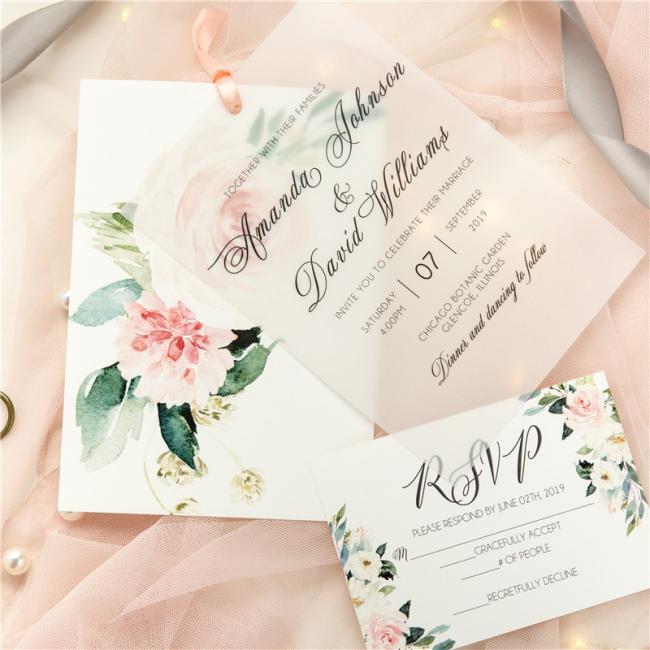 TOGETHER WITH THEIR FAMILIES
Amanda Johnson
&
David Williams
INVITE YOU TO CELEBRATE THEIR MARRIAGE
SATURDAY | 07 | SEPTEMBER
4:00PM 2019
CHICAGO BOTANIC GARDEN
GLENCOE, ILLINOIS
Dinner and dancing to follow
RSVP
PLEASE RESPOND BY JUNE 02TH, 2019
M
GRACEFULLY ACCEPT
# OF PEOPLE
REGRETFULLY DECLINE